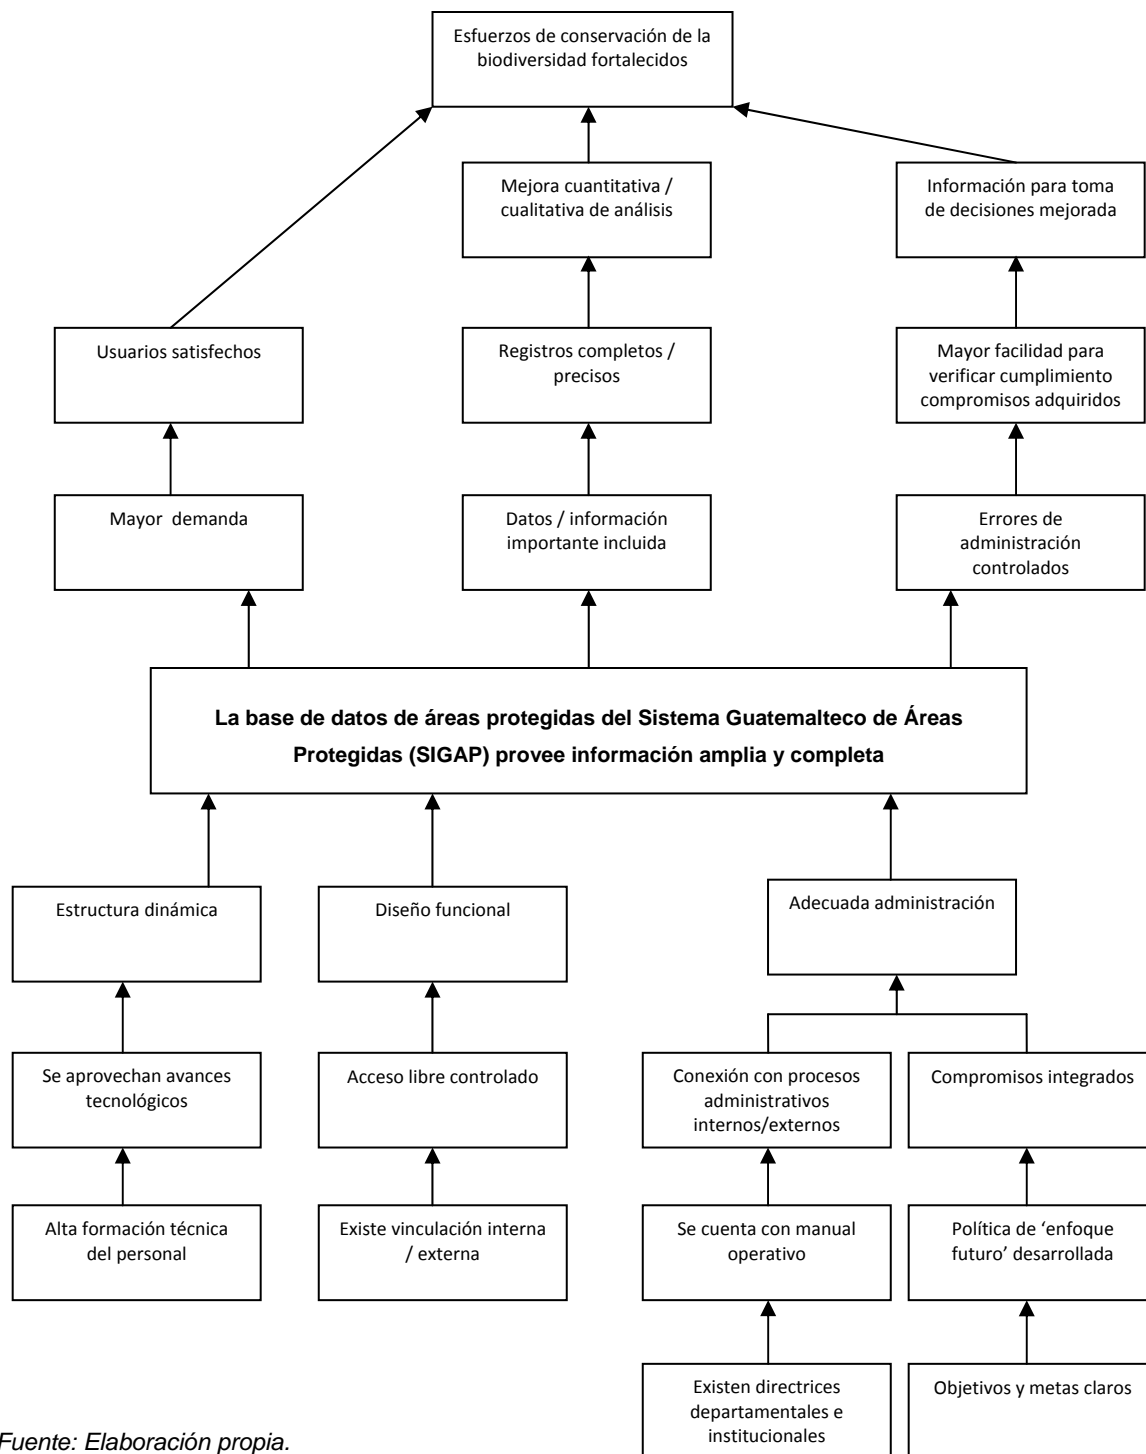 Esfuerzos de conservación de la
biodiversidad fortalecidos
Mejora cuantitativa /
cualitativa de análisis
Información para toma
de decisiones mejorada
Usuarios satisfechos
Registros completos /
precisos
Mayor facilidad para
verificar cumplimiento
compromisos adquiridos
Mayor demanda
Datos / información
importante incluida
Errores de
administración
controlados
La base de datos de áreas protegidas del Sistema Guatemalteco de Áreas
Protegidas (SIGAP) provee información amplia y completa
Estructura dinámica
Diseño funcional
Adecuada administración
Se aprovechan avances
tecnológicos
Acceso libre controlado
Conexión con procesos
administrativos
internos/externos
Compromisos integrados
Alta formación técnica
del personal
Existe vinculación interna
/ externa
Se cuenta con manual
operativo
Política de ‘enfoque
futuro’ desarrollada
Existen directrices
departamentales e
institucionales
Objetivos y metas claros
Fuente: Elaboración propia.